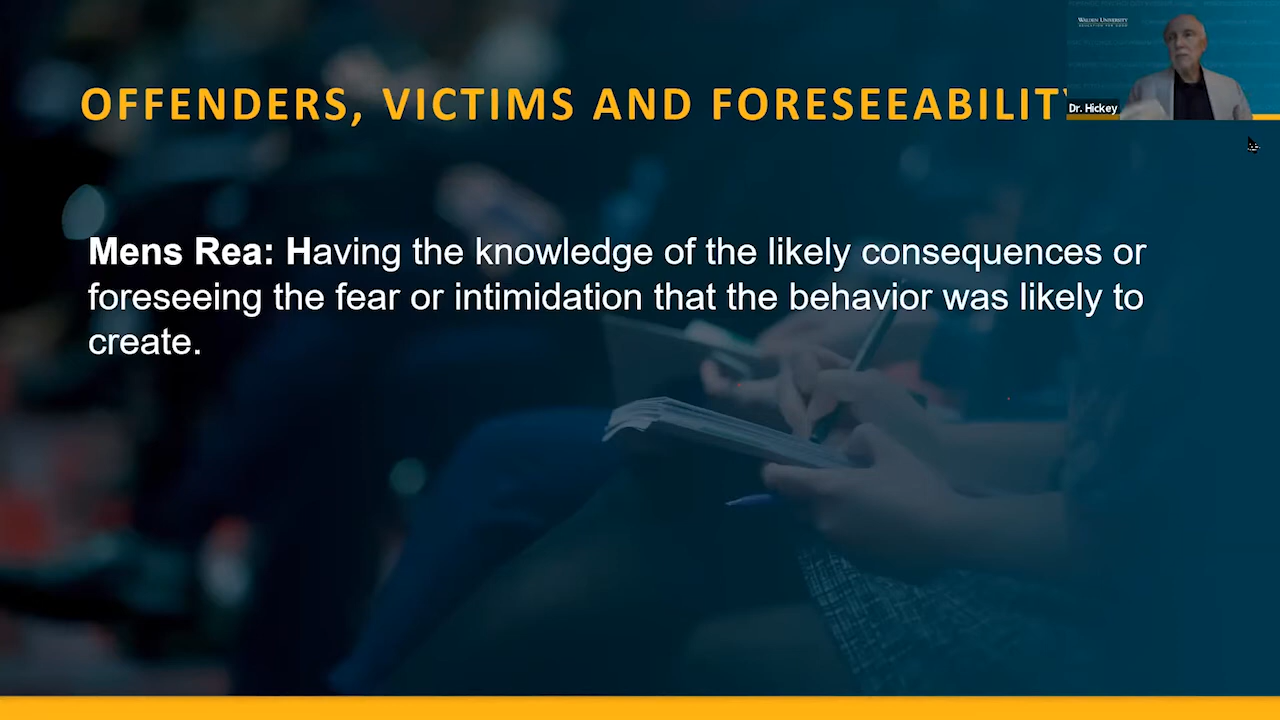 WALDEN UNIVERSITY
OFFENDERS, VICTIMS AND FORESEEABILIT
Dr. Hickey
Mens Rea: Having the knowledge of the likely consequences or
foreseeing the fear or intimidation that the behavior was likely to
create.